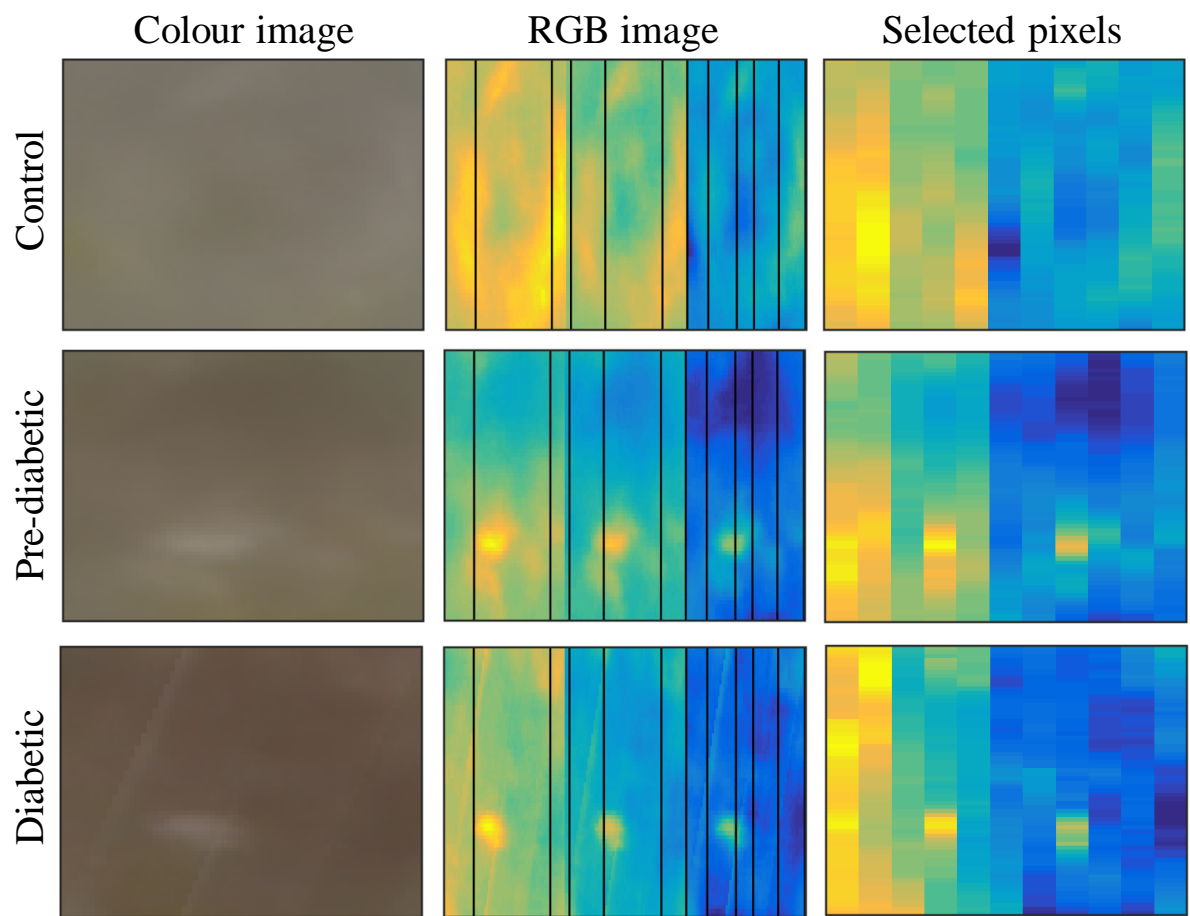 Colour image
RGB image
Selected pixels
Control
Pre-diabetic
Diabetic